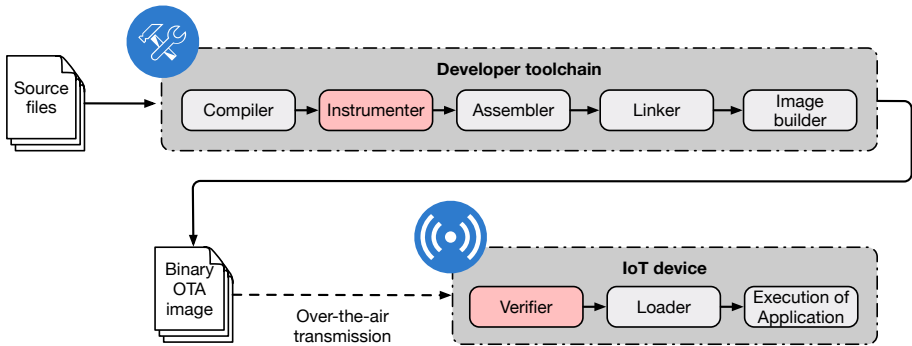 Developer toolchain
Source
files
Compiler
Instrumenter
Assembler
Linker
Image
builder
Binary
OTA
image
Over-the-air
transmission
IoT device
Verifier
Loader
Execution of
Application